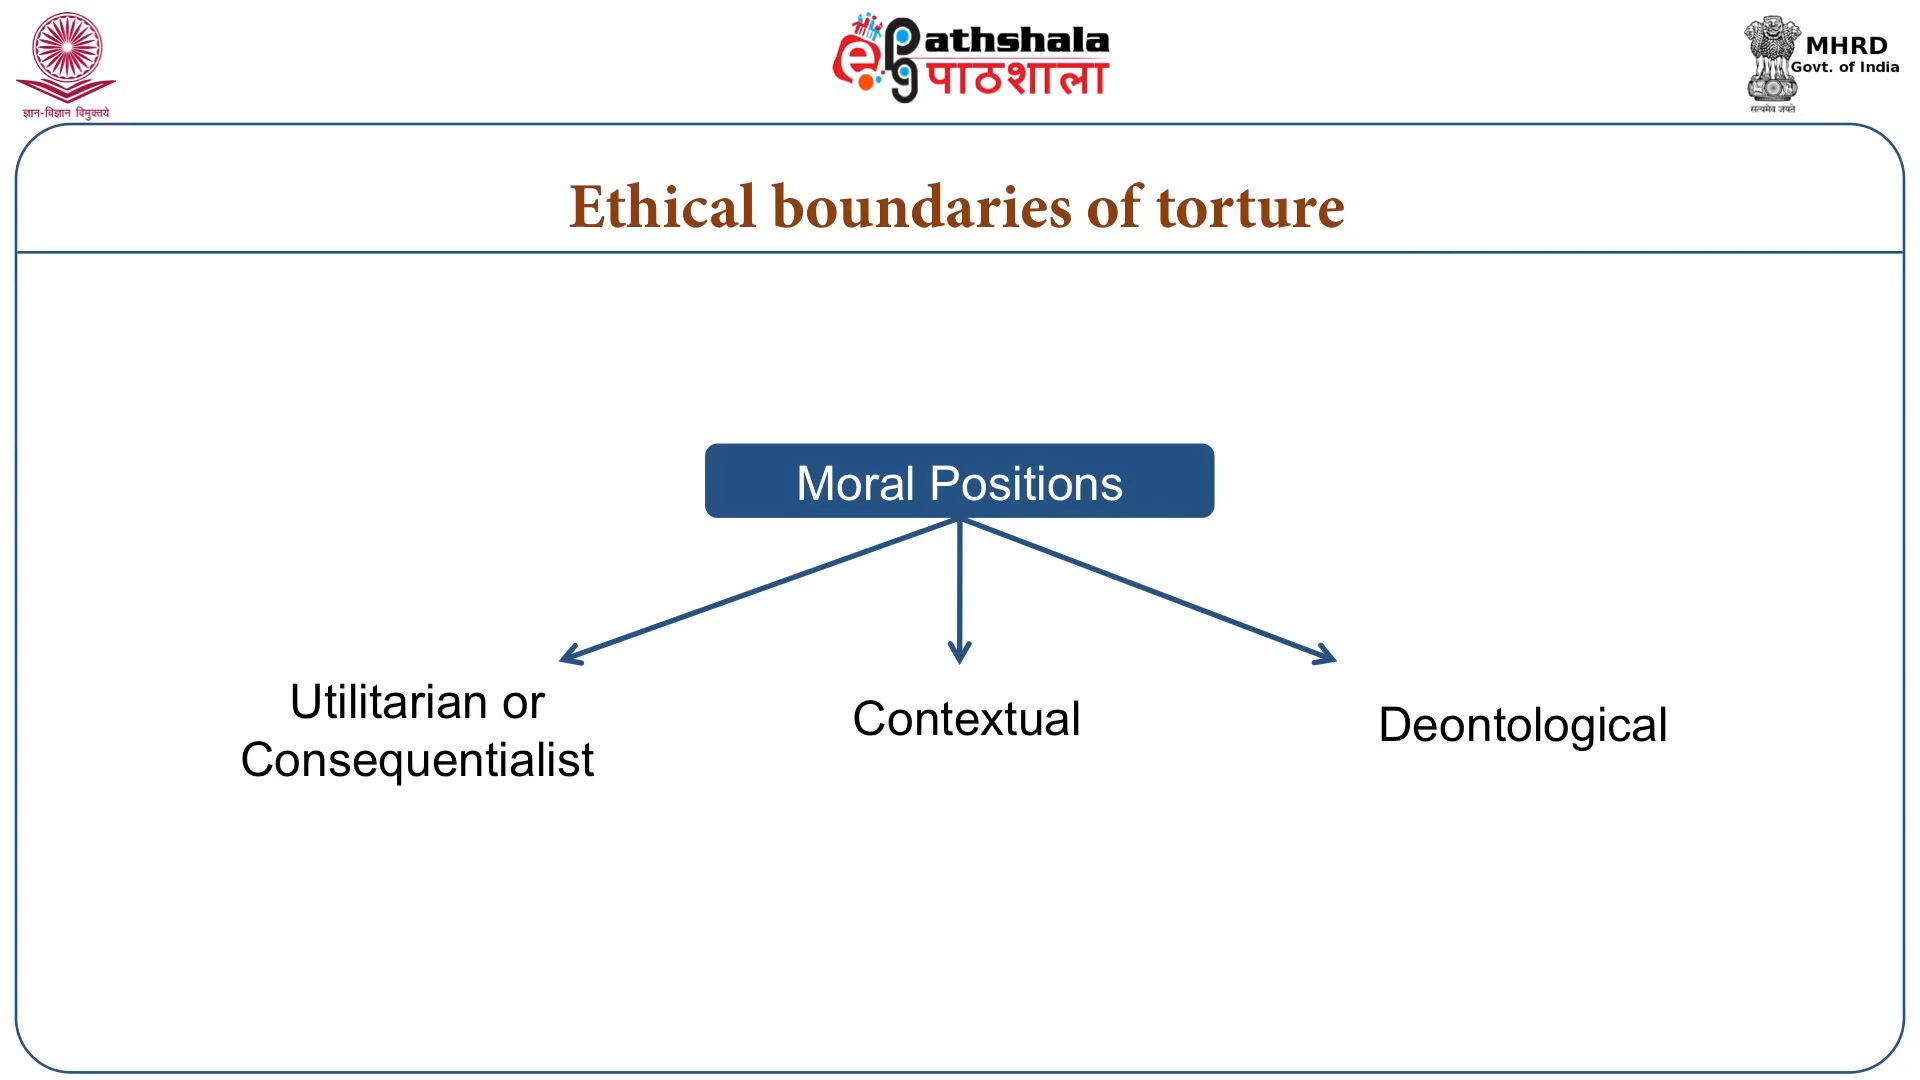 ज्ञान-विज्ञान विमुक्तये
ePg Pathshala
पाठशाला
MHRD
Govt. of India
सत्यमेव जयते
Ethical boundaries of torture
Moral Positions
Utilitarian or
Consequentialist
Contextual
Deontological